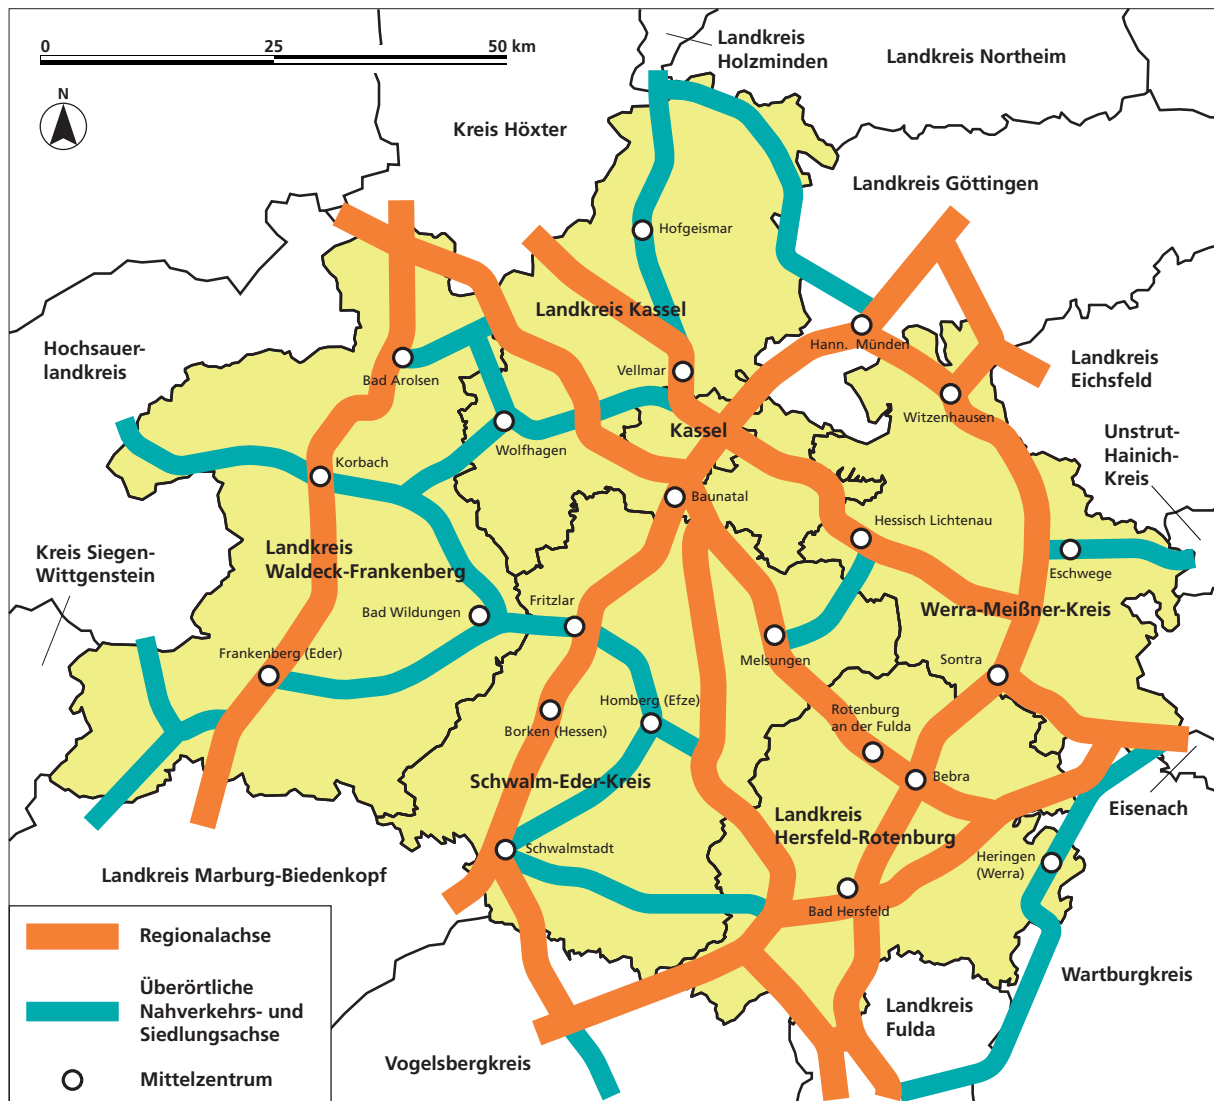 0 25 50 km
N
Landkreis
Holzminden
Landkreis Northeim
Kreis Höxter
Landkreis Göttingen
Hofgeismar
Landkreis Kassel
Hann. Münden
Hochsauer-
landkreis
Landkreis
Eichsfeld
Vellmar
Bad Arolsen
Witzenhausen
Kassel
Wolfhagen
Unstrut-
Hainich-
Kreis
Korbach
Baunatal
Hessisch Lichtenau
Kreis Siegen-
Wittgenstein
Landkreis
Waldeck-Frankenberg
Eschwege
Bad Wildungen
Fritzlar
Werra-Meißner-Kreis
Frankenberg (Eder)
Melsungen
Sontra
Homberg (Efze)
Rotenburg
an der Fulda
Borken (Hessen)
Schwalm-Eder-Kreis
Bebra
Eisenach
Landkreis
Hersfeld-Rotenburg
Schwalmstadt
Heringen
(Werra)
Landkreis Marburg-Biedenkopf
Bad Hersfeld
Regionalachse
Wartburgkreis
Überörtliche
Nahverkehrs- und
Siedlungsachse
Landkreis
Fulda
Vogelsbergkreis
Mittelzentrum